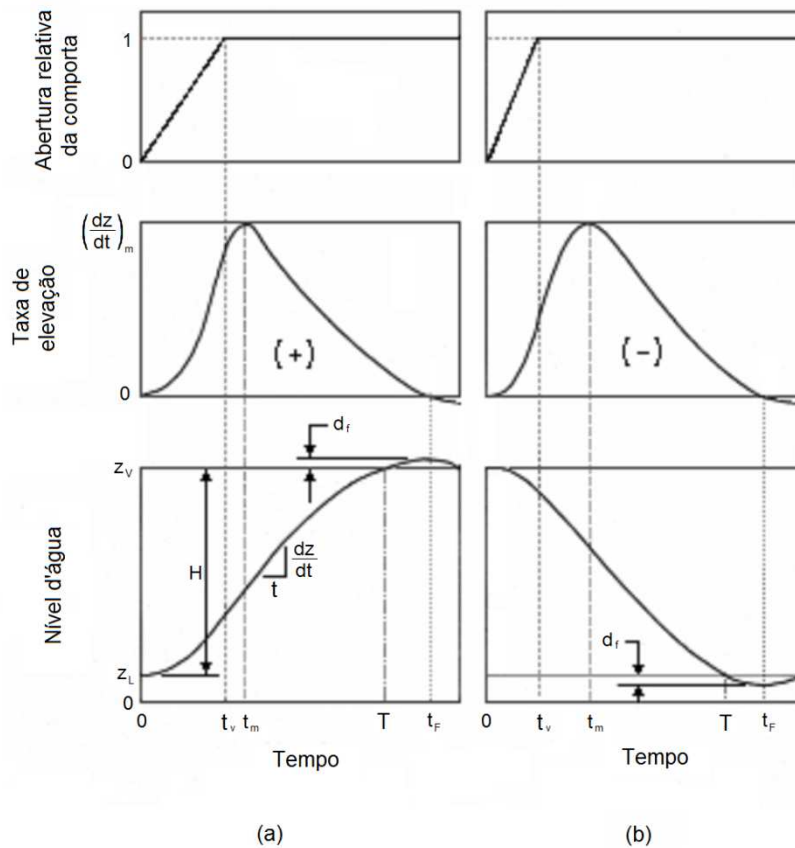 Abertura relativa
da comporta
1
0
Taxa de
elevação
(dz/dt)m
0
(+)
(-)
Nível d'água
zV
zL
0
H
df
dz/dt
t
df
0
tv
tm
T
tF
Tempo
0
tv
tm
T
tF
Tempo
(a)
(b)